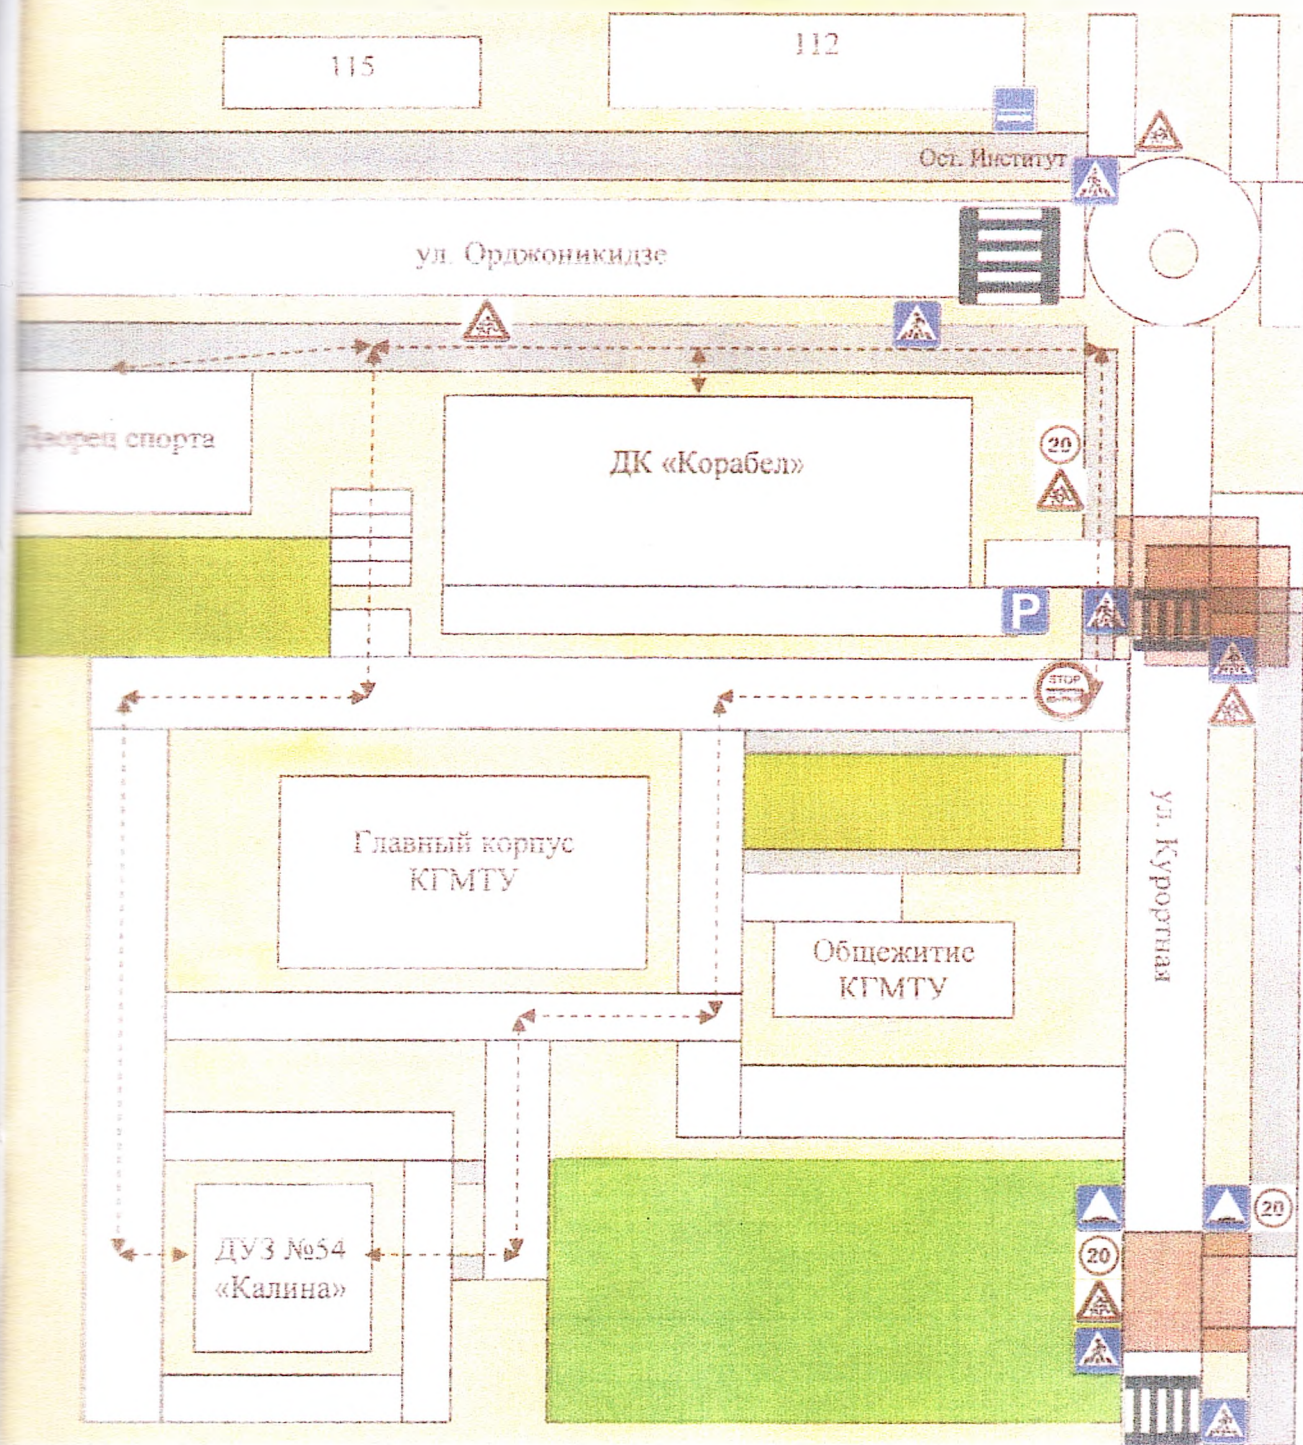 115
112
Ост. Институт
ул. Орджоникидзе
Дворец спорта
ДК «Корабел»
20
P
STOP
Главный корпус
КГМТУ
ул. Курортная
Общежитие
КГМТУ
20
ДУЗ №54
«Калина»
20